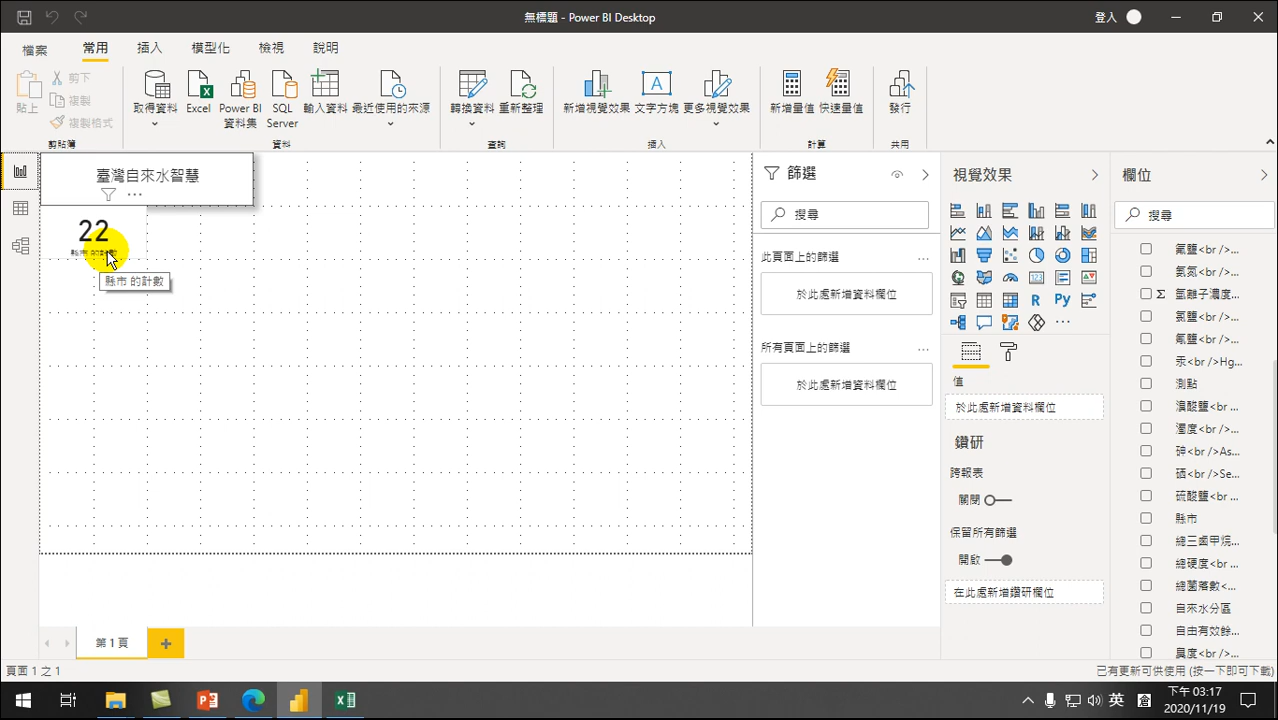 無標題 - Power BI Desktop
登入
檔案
常用
插入
模型化
檢視
說明
貼上
剪下
複製
複製格式
剪貼簿
取得資料
Excel
Power BI
資料集
SQL
Server
輸入資料
最近使用的來源
資料
轉換資料
重新整理
查詢
新增視覺效果
文字方塊
更多視覺效果
插入
新增量值
快速量值
計算
發行
共用
臺灣自來水智慧
22
縣市 的計數
縣市 的計數
篩選
搜尋
此頁面上的篩選
於此處新增資料欄位
所有頁面上的篩選
於此處新增資料欄位
視覺效果
值
於此處新增資料欄位
鑽研
跨報表
關閉
保留所有篩選
開啟
在此處新增鑽研欄位
欄位
搜尋
氟鹽<br />...
氨氮<br />...
Σ 氫離子濃度...
氯鹽<br />...
氰鹽<br />...
汞<br />Hg...
測點
溴酸鹽<br ...
濁度<br />...
砷<br />As...
硒<br />Se...
硫酸鹽<br ...
縣市
總三鹵甲烷...
總硬度<br ...
總菌落數<...
自來水分區
自由有效餘...
第 1 頁
頁面 1 之 1
已有更新可供使用 (按一下即可下載)
英
下午 03:17
2020/11/19